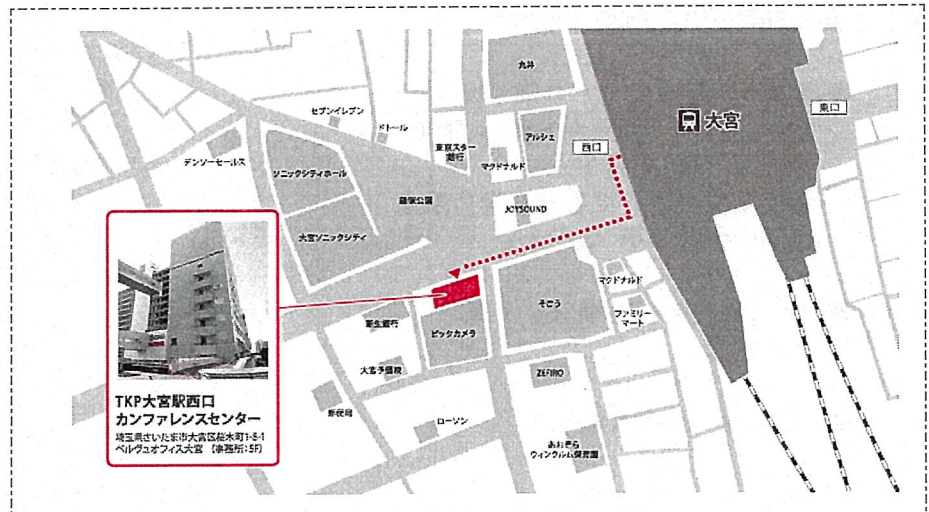 丸井
大宮
東口
セブンイレブン
ドトール
アルシェ
西口
東京スター
銀行
マクドナルド
デンソーセールス
ソニックシティホール
鐘塚公園
JOYSOUND
大宮ソニックシティ
マクドナルド
そごう
ファミリー
マート
新生銀行
ビックカメラ
大宮予備校
ZEFIRO
郵便局
ローソン
あおぞら
ウィンクルム保育園
TKP大宮駅西口
カンファレンスセンター
埼玉県さいたま市大宮区桜木町1-8-1
ベルヴュオフィス大宮 (事務所:5F)